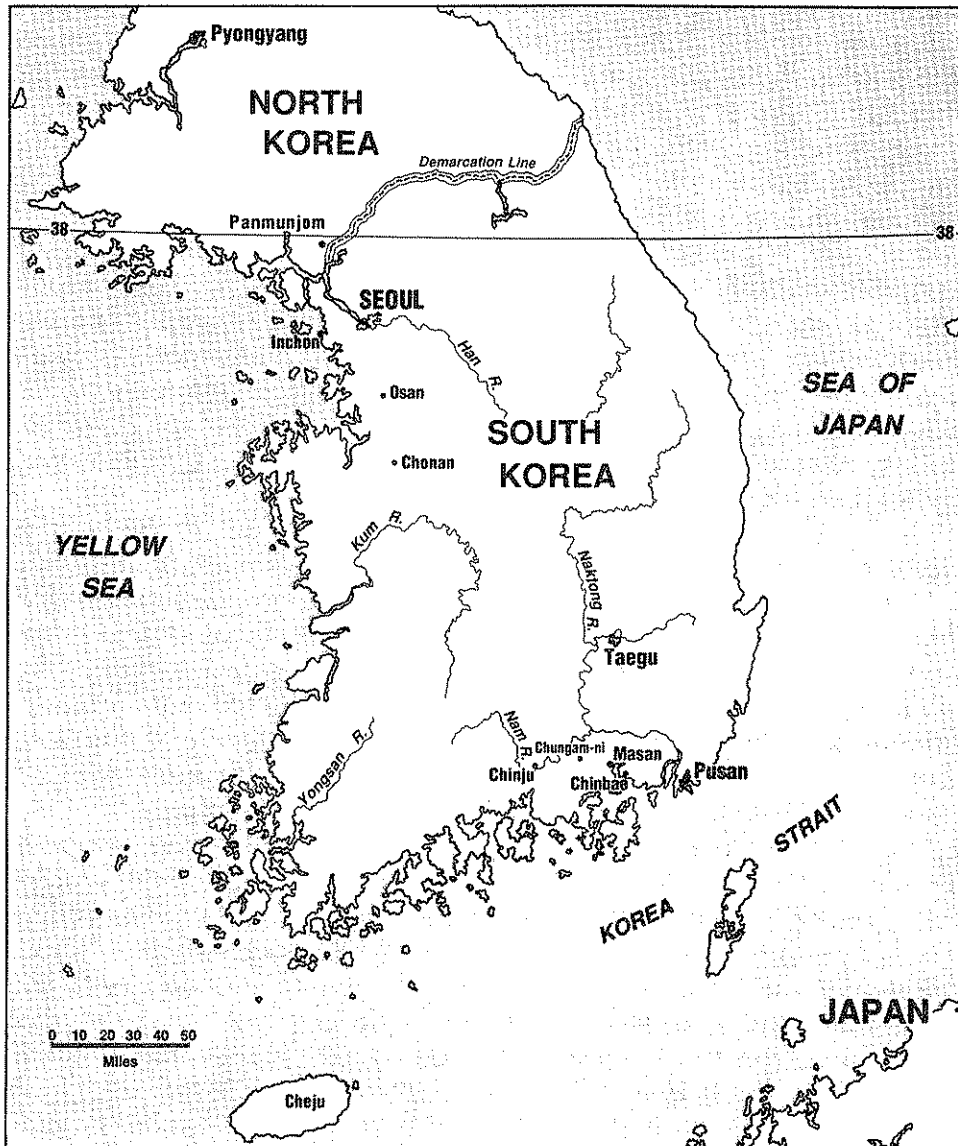 Pyongyang
NORTH
KOREA
Demarcation Line
Panmunjom
38
38
SEOUL
Inchon
Han R.
Osan
SEA OF
JAPAN
SOUTH
KOREA
Chonan
Kum R.
YELLOW
SEA
Naktong R.
Taegu
Nam R.
Chungam-ni
Masan
Chinju
Chinhae
Pusan
Yongsan R.
STRAIT
KOREA
JAPAN
0 10 20 30 40 50
Miles
Cheju